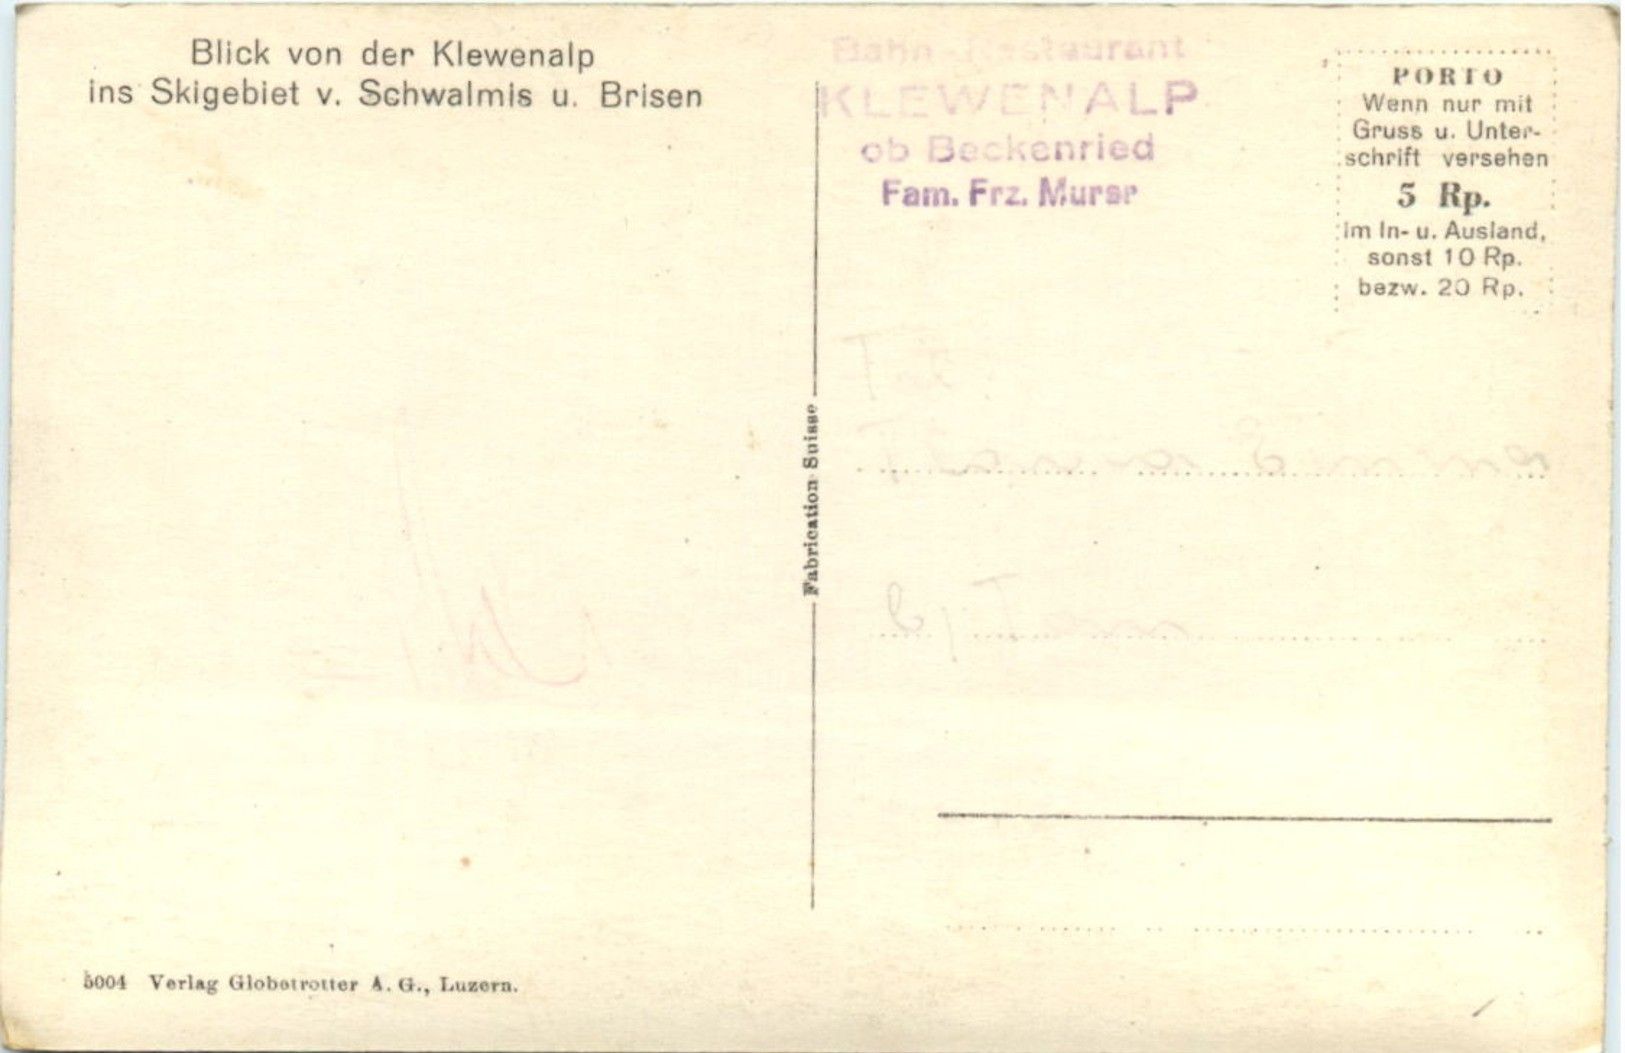 Blick von der Klewenalp
ins Skigebiet v. Schwalmis u. Brisen
Bahn-Restaurant
KLEWENALP
ob Beckenried
Fam. Frz. Murer
PORTO
Wenn nur mit
Gruss u. Unter-
schrift versehen
5 Rp.
im In- u. Ausland,
sonst 10 Rp.
bezw. 20 Rp.
Fabrication Suisse
5004 Verlag Globetrotter A. G., Luzern.